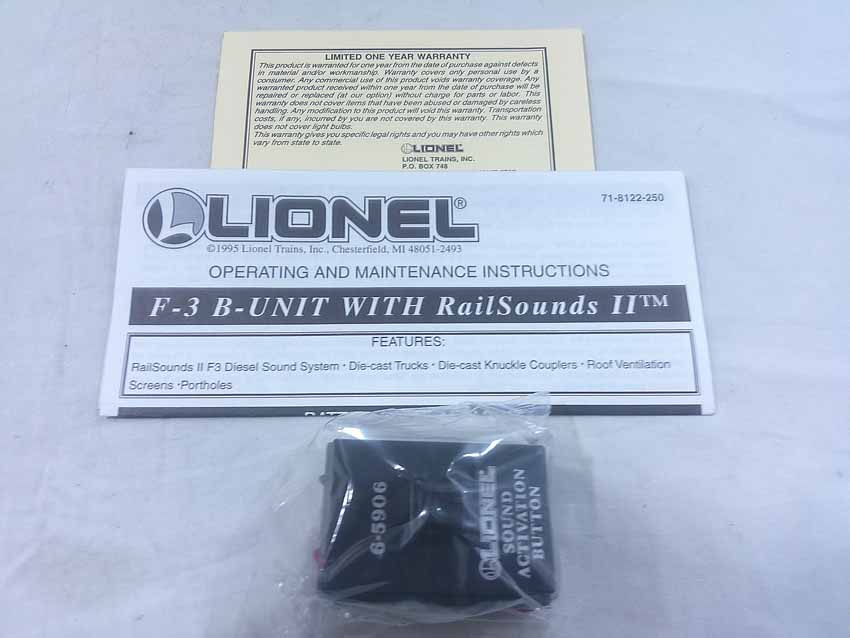 LIMITED ONE YEAR WARRANTY
This product is warranted for one year from the date of purchase against defects
in material and/or workmanship. Warranty covers only personal use by a
consumer. Any commercial use of this product voids warranty coverage. Any
warranted product received within one year from the date of purchase will be
repaired or replaced (at our option) without charge for parts or labor. This
warranty does not cover items that have been abused or damaged by careless
handling. Any modification to this product will void this warranty. Transportation
costs, if any, incurred by you are not covered by this warranty. This warranty
does not cover light bulbs.
This warranty gives you specific legal rights and you may have other rights which
vary from state to state.
LIONEL
LIONEL TRAINS, INC.
P.O. BOX 748
71-8122-250
LIONEL®
©1995 Lionel Trains, Inc., Chesterfield, MI 48051-2493
OPERATING AND MAINTENANCE INSTRUCTIONS
F-3 B-UNIT WITH RailSounds II™
FEATURES:
RailSounds II F3 Diesel Sound System · Die-cast Trucks · Die-cast Knuckle Couplers · Roof Ventilation
Screens · Portholes
6-5906
LIONEL
SOUND
ACTIVATION
BUTTON